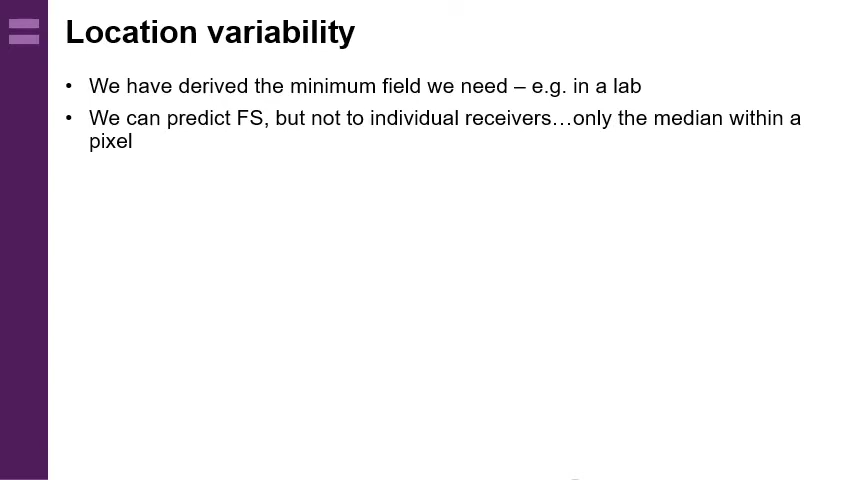 Location variability
• We have derived the minimum field we need – e.g. in a lab
• We can predict FS, but not to individual receivers…only the median within a
pixel